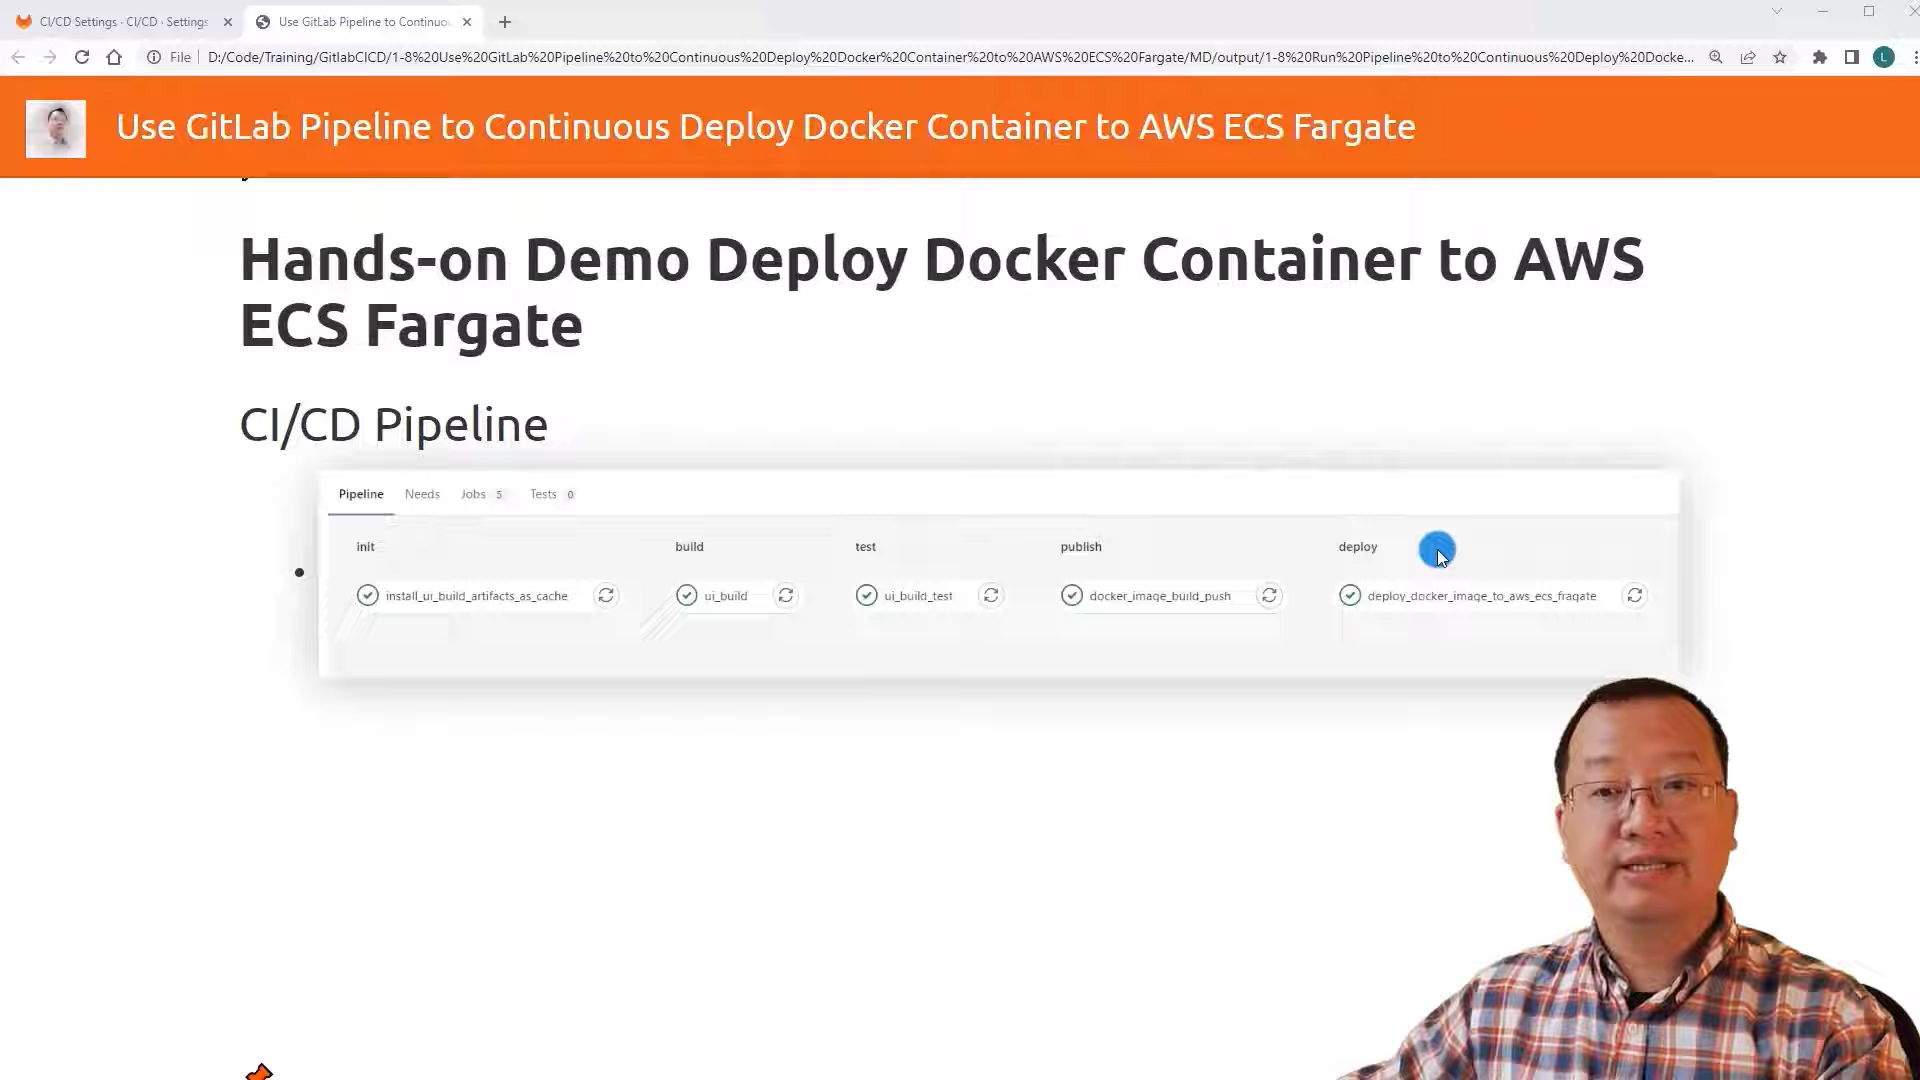 CI/CD Settings · CI/CD · Settings
Use GitLab Pipeline to Continuou
File D:/Code/Training/GitlabCICD/1-8%20Use%20GitLab%20Pipeline%20to%20Continuous%20Deploy%20Docker%20Container%20to%20AWS%20ECS%20Fargate/MD/output/1-8%20Run%20Pipeline%20to%20Continuous%20Deploy%20Docke...
L
Use GitLab Pipeline to Continuous Deploy Docker Container to AWS ECS Fargate
Hands-on Demo Deploy Docker Container to AWS
ECS Fargate
CI/CD Pipeline
Pipeline Needs Jobs 5 Tests 0
init build test publish deploy
install_ui_build_artifacts_as_cache ui_build ui_build_test docker_image_build_push deploy_docker_image_to_aws_ecs_fragate